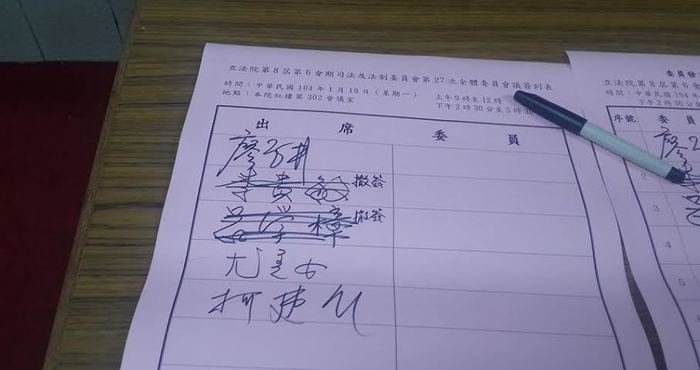 立法院第8屆第6會期司法及法制委員會第27次全體委員會議簽到表
時間：中華民國 104年1月19日（星期一） 上午9時至12時
下午2時30分至5時30
地點：本院紅樓第302會議室
出席委員
廖正井
李貴敏 撤簽
呂學樟 撤簽
尤美女
柯建銘
委員發
立法院第8屆第6會
時間：中華民國
下午2時
序號 委員
廖
2
3 呂
4
5